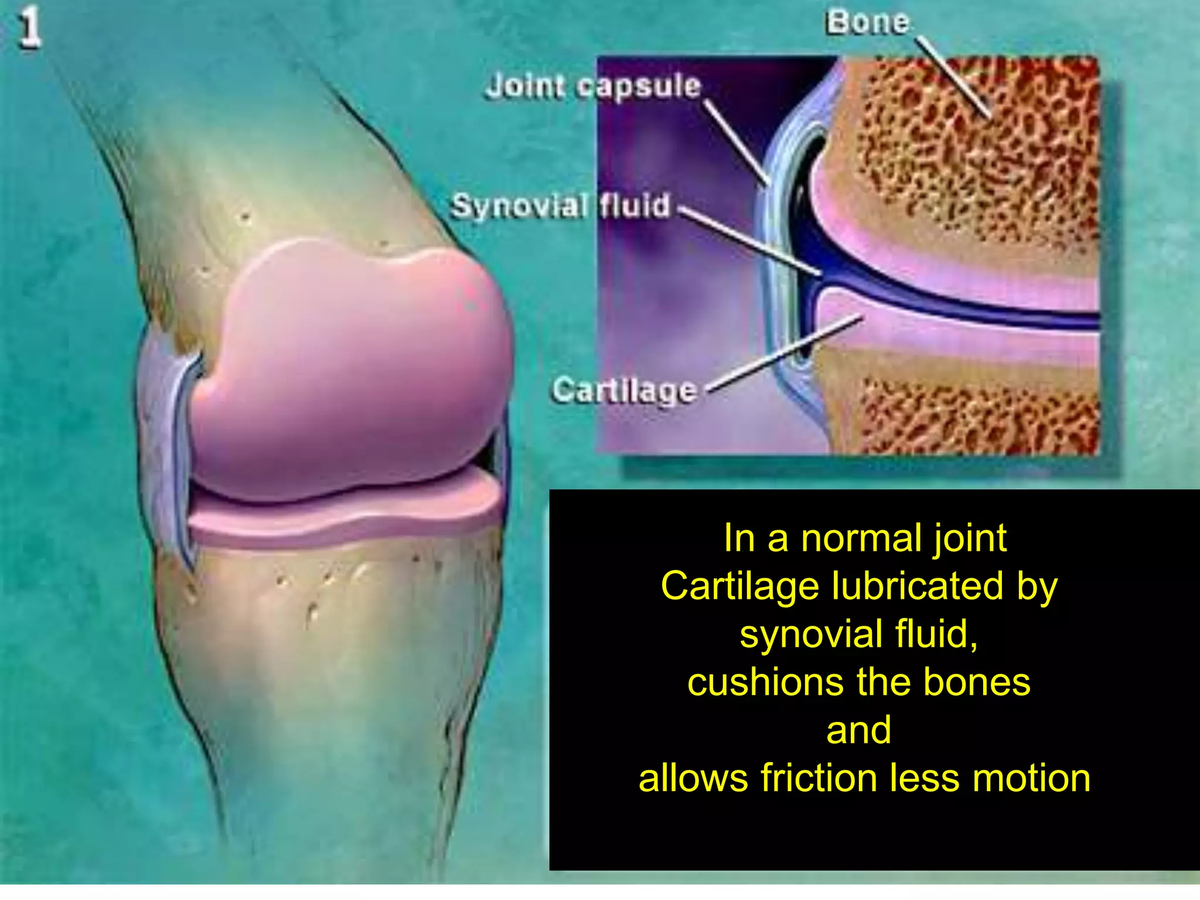 1
Bone
Joint capsule
Synovial fluid
Cartilage
In a normal joint
Cartilage lubricated by
synovial fluid,
cushions the bones
and
allows friction less motion